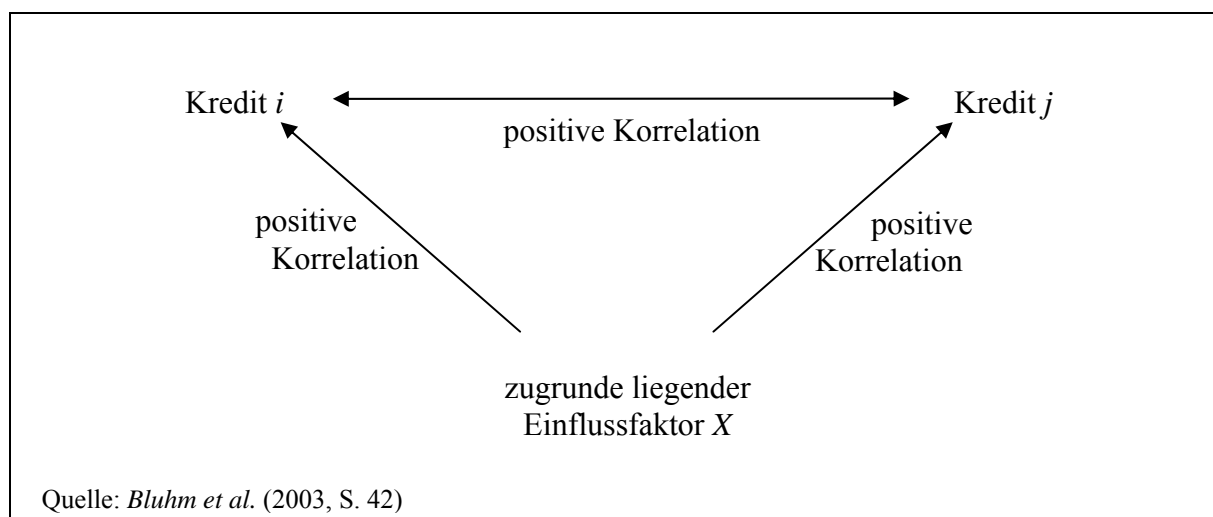 Kredit i
Kredit j
positive Korrelation
positive
Korrelation
positive
Korrelation
zugrunde liegender
Einflussfaktor X
Quelle: Bluhm et al. (2003, S. 42)